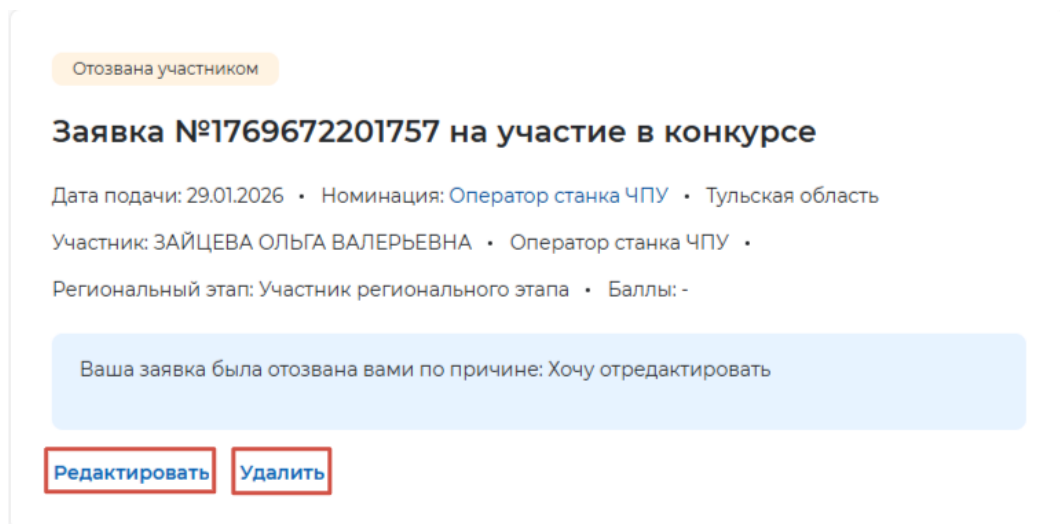 Отозвана участником
Заявка №1769672201757 на участие в конкурсе
Дата подачи: 29.01.2026 • Номинация: Оператор станка ЧПУ • Тульская область
Участник: ЗАЙЦЕВА ОЛЬГА ВАЛЕРЬЕВНА • Оператор станка ЧПУ •
Региональный этап: Участник регионального этапа • Баллы: -
Ваша заявка была отозвана вами по причине: Хочу отредактировать
Редактировать Удалить